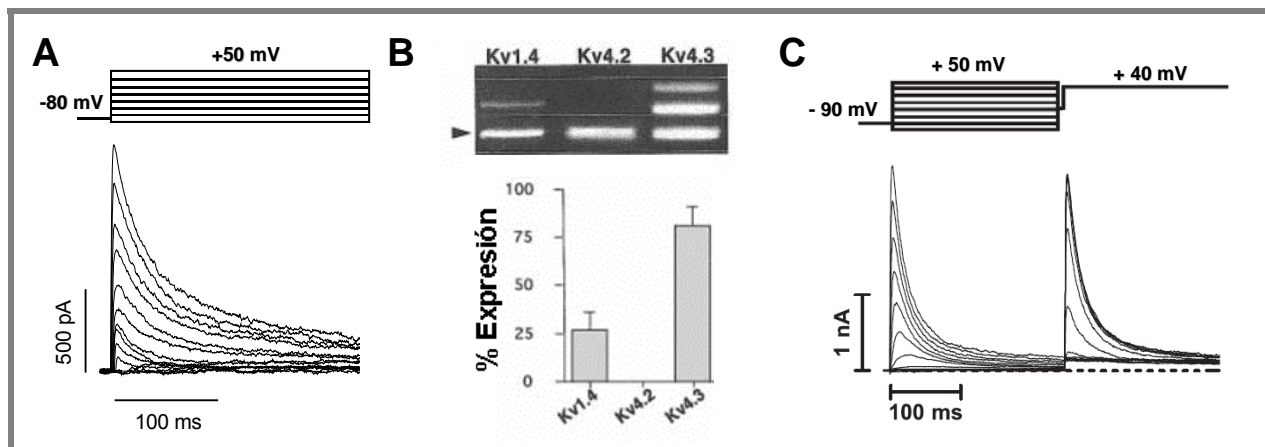 A
+50 mV
-80 mV
500 pA
100 ms
B
Kv1.4 Kv4.2 Kv4.3
% Expresión
100
75
50
25
0
Kv1.4 Kv4.2 Kv4.3
C
+ 50 mV
+ 40 mV
- 90 mV
1 nA
100 ms